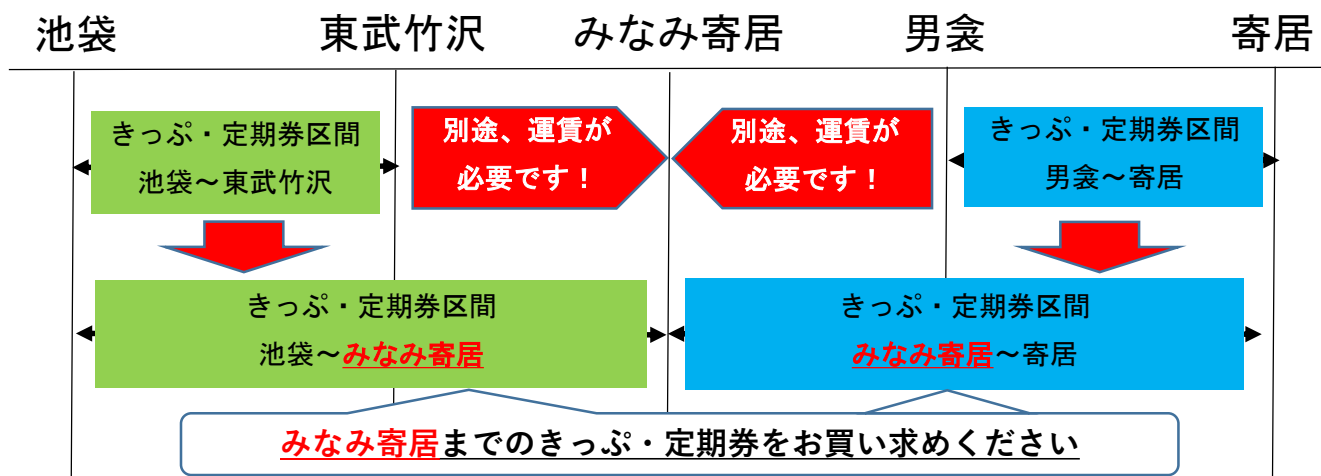 池袋 東武竹沢 みなみ寄居 男衾 寄居
きっぷ・定期券区間
池袋～東武竹沢
別途、運賃が
必要です！
別途、運賃が
必要です！
きっぷ・定期券区間
男衾～寄居
きっぷ・定期券区間
池袋～みなみ寄居
きっぷ・定期券区間
みなみ寄居～寄居
みなみ寄居までのきっぷ・定期券をお買い求めください